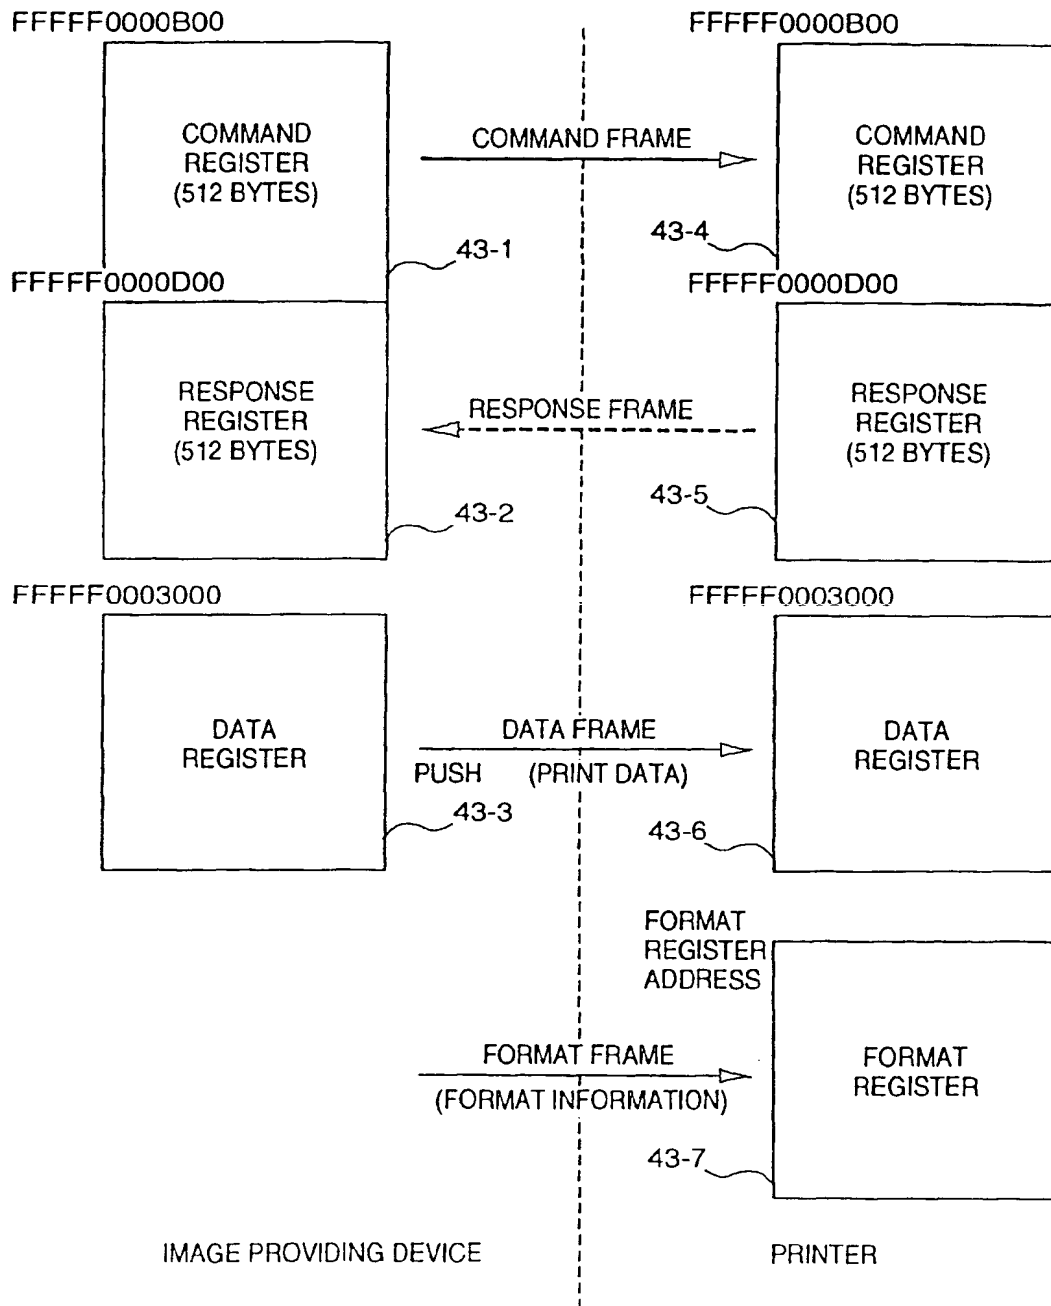 FFFFF0000B00
FFFFF0000B00
COMMAND
REGISTER
(512 BYTES)
COMMAND FRAME
COMMAND
REGISTER
(512 BYTES)
43-1
43-4
FFFFF0000D00
FFFFF0000D00
RESPONSE
REGISTER
(512 BYTES)
RESPONSE FRAME
RESPONSE
REGISTER
(512 BYTES)
43-2
43-5
FFFFF0003000
FFFFF0003000
DATA
REGISTER
DATA FRAME
PUSH (PRINT DATA)
DATA
REGISTER
43-3
43-6
FORMAT
REGISTER
ADDRESS
FORMAT FRAME
(FORMAT INFORMATION)
FORMAT
REGISTER
43-7
IMAGE PROVIDING DEVICE
PRINTER